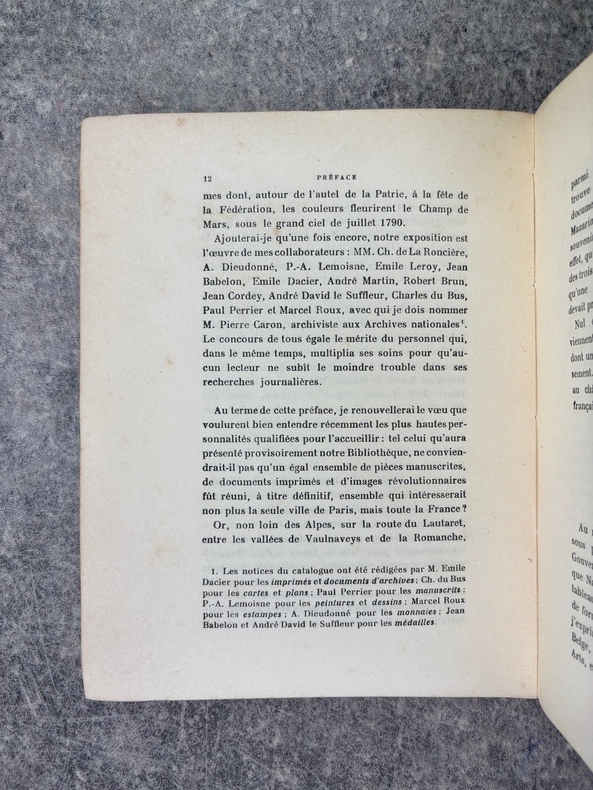 12 PRÉFACE
mes dont, autour de l'autel de la Patrie, à la fête de
la Fédération, les couleurs fleurirent le Champ de
Mars, sous le grand ciel de juillet 1790.
Ajouterai-je qu'une fois encore, notre exposition est
l'œuvre de mes collaborateurs : MM. Ch. de La Roncière,
A. Dieudonné, P.-A. Lemoisne, Emile Leroy, Jean
Babelon, Emile Dacier, André Martin, Robert Brun,
Jean Cordey, André David le Suffleur, Charles du Bus,
Paul Perrier et Marcel Roux, avec qui je dois nommer
M. Pierre Caron, archiviste aux Archives nationales¹.
Le concours de tous égale le mérite du personnel qui,
dans le même temps, multiplia ses soins pour qu'au-
cun lecteur ne subît le moindre trouble dans ses
recherches journalières.
Au terme de cette préface, je renouvellerai le vœu que
voulurent bien entendre récemment les plus hautes per-
sonnalités qualifiées pour l'accueillir : tel celui qu'aura
présenté provisoirement notre Bibliothèque, ne convien-
drait-il pas qu'un égal ensemble de pièces manuscrites,
de documents imprimés et d'images révolutionnaires
fût réuni, à titre définitif, ensemble qui intéresserait
non plus la seule ville de Paris, mais toute la France ?
Or, non loin des Alpes, sur la route du Lautaret,
entre les vallées de Vaulnaveys et de la Romanche,
1. Les notices du catalogue ont été rédigées par M. Emile
Dacier pour les imprimés et documents d'archives ; Ch. du Bus
pour les cartes et plans ; Paul Perrier pour les manuscrits ;
P.-A. Lemoisne pour les peintures et dessins ; Marcel Roux
pour les estampes ; A. Dieudonné pour les monnaies ; Jean
Babelon et André David le Suffleur pour les médailles.
parmi
trouve
docume
Mazarin
souveni
effet, qu
des trois
qu'une
devait pr
Nul
viennent
dont un
sement.
au ch
françai
Au
sous
Gouve
que N
tableau
de for
j'expri
Belge,
Arts, e